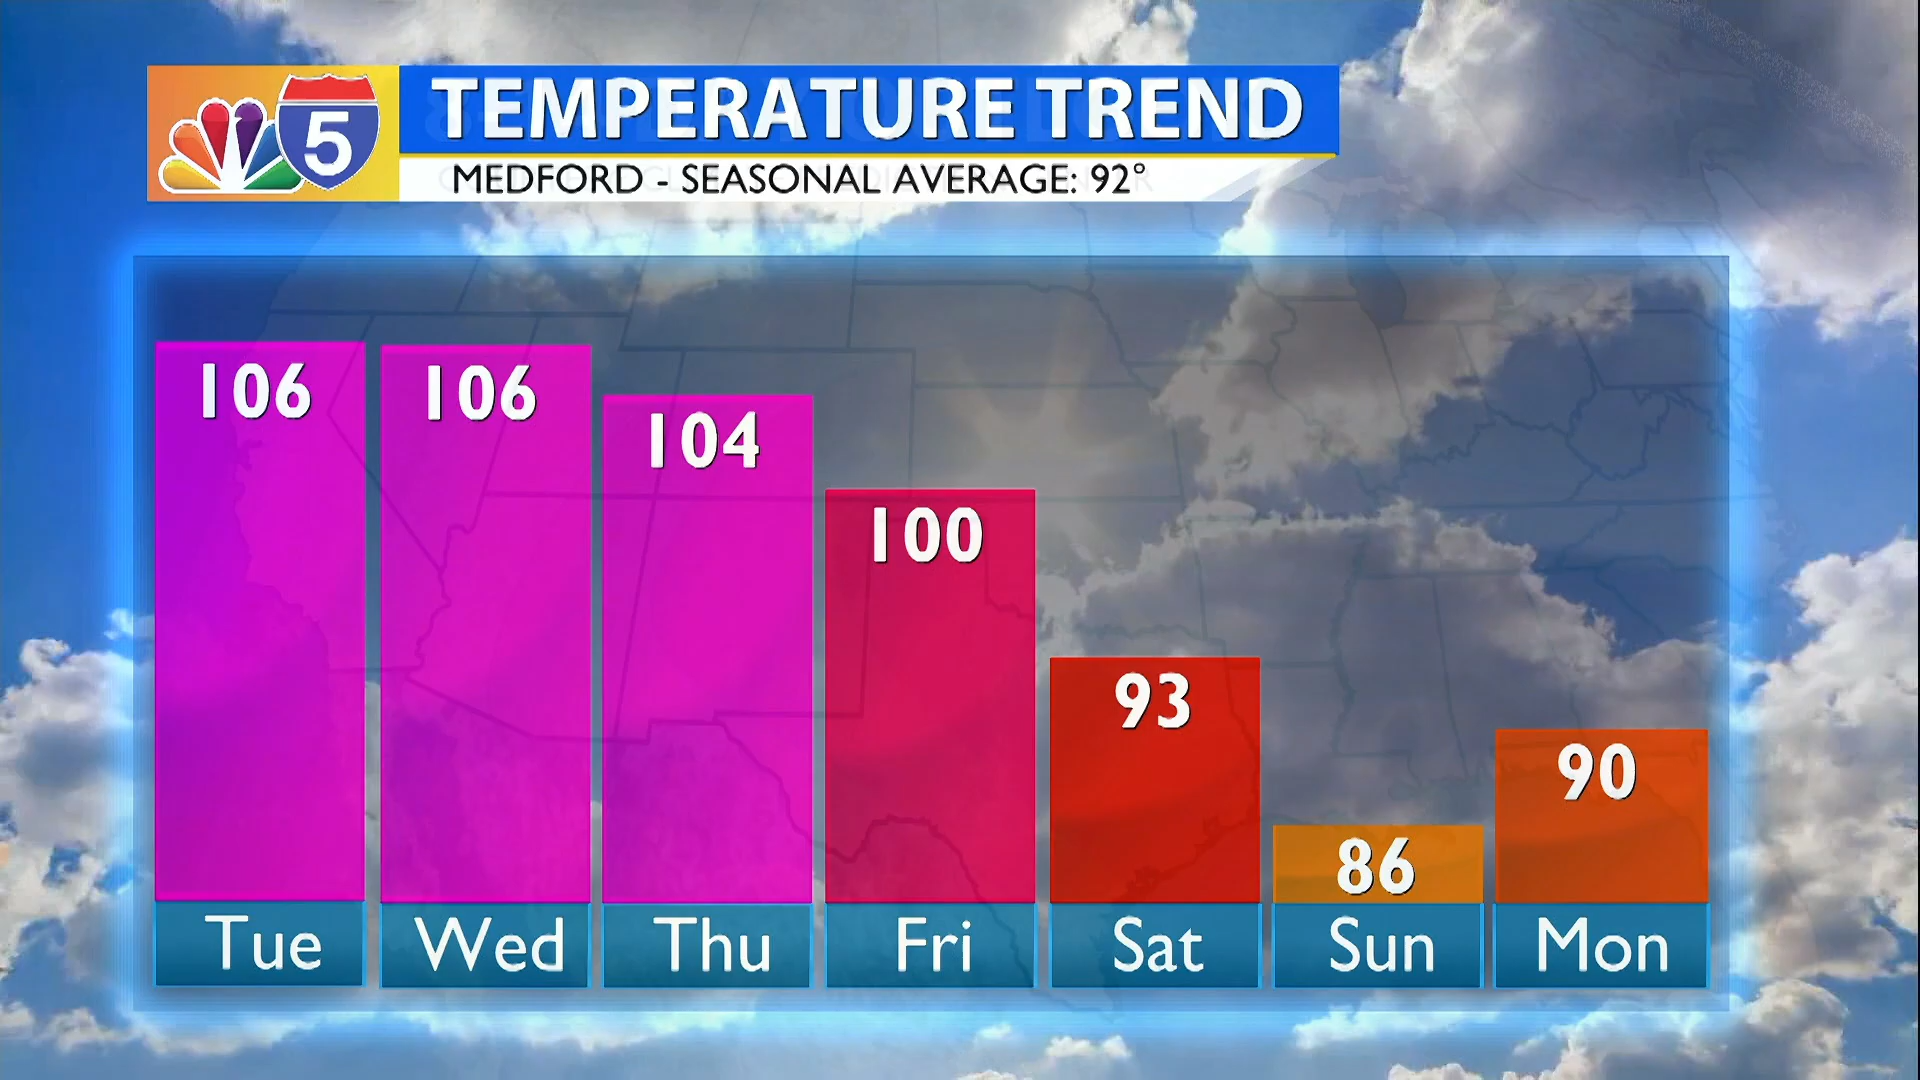 5
TEMPERATURE TREND
MEDFORD - SEASONAL AVERAGE: 92°
106
106
104
100
93
86
90
Tue
Wed
Thu
Fri
Sat
Sun
Mon